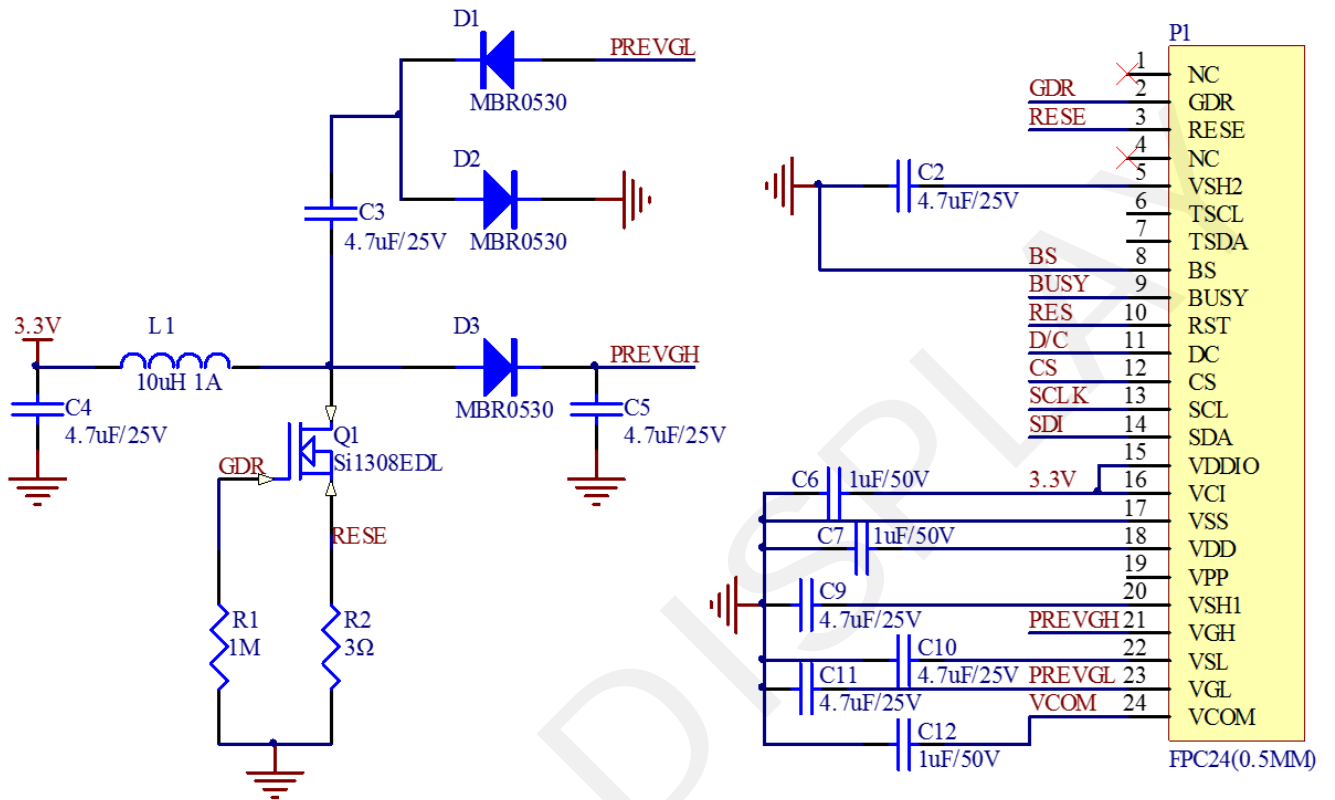 D1
PREVGL
MBR0530
D2
MBR0530
C3
4.7uF/25V
3.3V
L1
10uH 1A
D3
PREVGH
MBR0530
C4
4.7uF/25V
C5
4.7uF/25V
Q1
Si1308EDL
GDR
RESE
R1
1M
R2
3Ω
P1
1
NC
GDR
2
GDR
RESE
3
RESE
4
NC
C2
4.7uF/25V
5
VSH2
6
TSCL
7
TSDA
BS
8
BS
BUSY
9
BUSY
RES
10
RST
D/C
11
DC
CS
12
CS
SCLK
13
SCL
SDI
14
SDA
15
VDDIO
C6
1uF/50V
3.3V
16
VCI
17
VSS
C7
1uF/50V
18
VDD
19
VPP
C9
4.7uF/25V
20
VSH1
PREVGH
21
VGH
C10
4.7uF/25V
22
VSL
C11
4.7uF/25V
PREVGL
23
VGL
VCOM
24
VCOM
C12
1uF/50V
FPC24(0.5MM)
DISPLAY